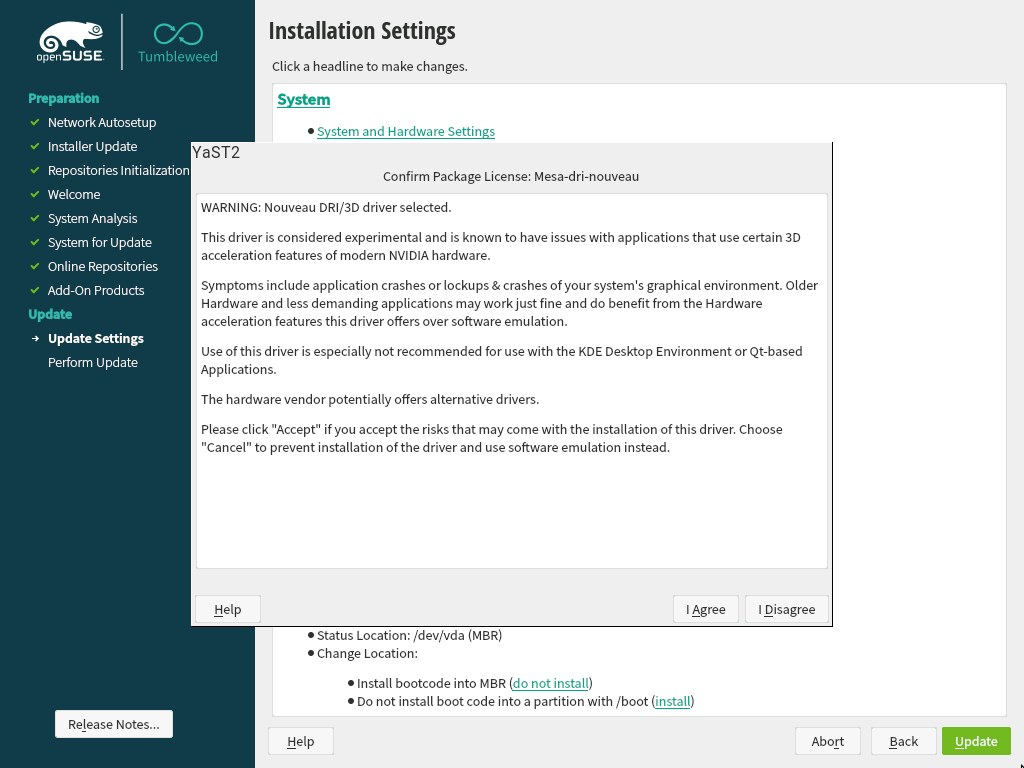 openSUSE
Tumbleweed
Preparation
Network Autosetup
Installer Update
Repositories Initialization
Welcome
System Analysis
System for Update
Online Repositories
Add-On Products
Update
Update Settings
Perform Update
Release Notes...
Installation Settings
Click a headline to make changes.
System
System and Hardware Settings
YaST2
Confirm Package License: Mesa-dri-nouveau
WARNING: Nouveau DRI/3D driver selected.
This driver is considered experimental and is known to have issues with applications that use certain 3D
acceleration features of modern NVIDIA hardware.
Symptoms include application crashes or lockups & crashes of your system's graphical environment. Older
Hardware and less demanding applications may work just fine and do benefit from the Hardware
acceleration features this driver offers over software emulation.
Use of this driver is especially not recommended for use with the KDE Desktop Environment or Qt-based
Applications.
The hardware vendor potentially offers alternative drivers.
Please click "Accept" if you accept the risks that may come with the installation of this driver. Choose
"Cancel" to prevent installation of the driver and use software emulation instead.
Help I Agree I Disagree
Status Location: /dev/vda (MBR)
Change Location:
Install bootcode into MBR (do not install)
Do not install boot code into a partition with /boot (install)
Help Abort Back Update